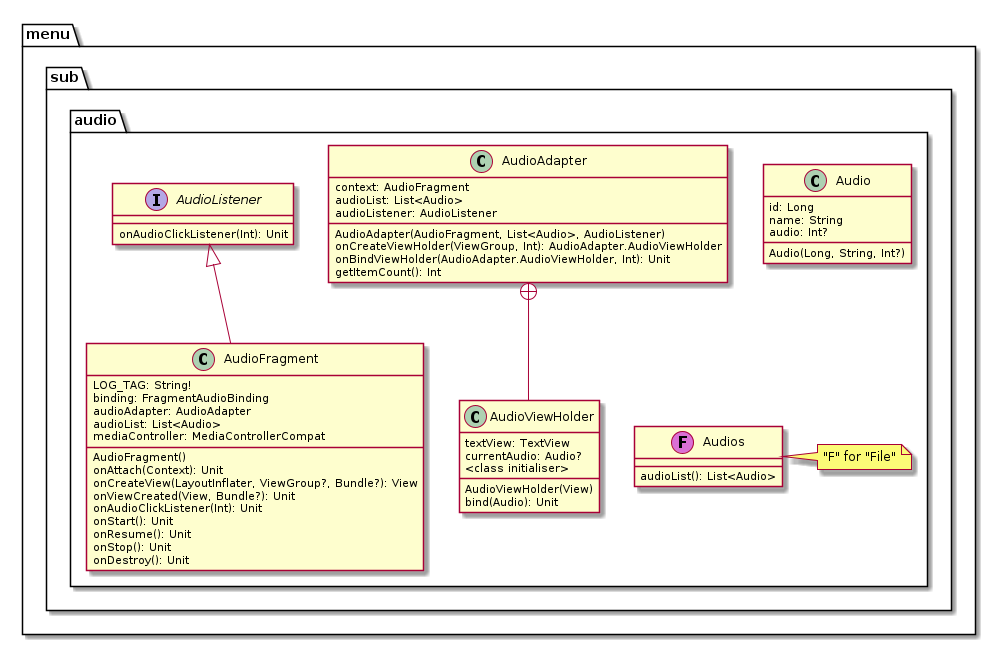 menu
sub
audio
I AudioListener
onAudioClickListener(Int): Unit
C AudioAdapter
context: AudioFragment
audioList: List<Audio>
audioListener: AudioListener
AudioAdapter(AudioFragment, List<Audio>, AudioListener)
onCreateViewHolder(ViewGroup, Int): AudioAdapter.AudioViewHolder
onBindViewHolder(AudioAdapter.AudioViewHolder, Int): Unit
getItemCount(): Int
C Audio
id: Long
name: String
audio: Int?
Audio(Long, String, Int?)
C AudioFragment
LOG_TAG: String!
binding: FragmentAudioBinding
audioAdapter: AudioAdapter
audioList: List<Audio>
mediaController: MediaControllerCompat
AudioFragment()
onAttach(Context): Unit
onCreateView(LayoutInflater, ViewGroup?, Bundle?): View
onViewCreated(View, Bundle?): Unit
onAudioClickListener(Int): Unit
onStart(): Unit
onResume(): Unit
onStop(): Unit
onDestroy(): Unit
C AudioViewHolder
textView: TextView
currentAudio: Audio?
<class initialiser>
AudioViewHolder(View)
bind(Audio): Unit
F Audios
audioList(): List<Audio>
"F" for "File"